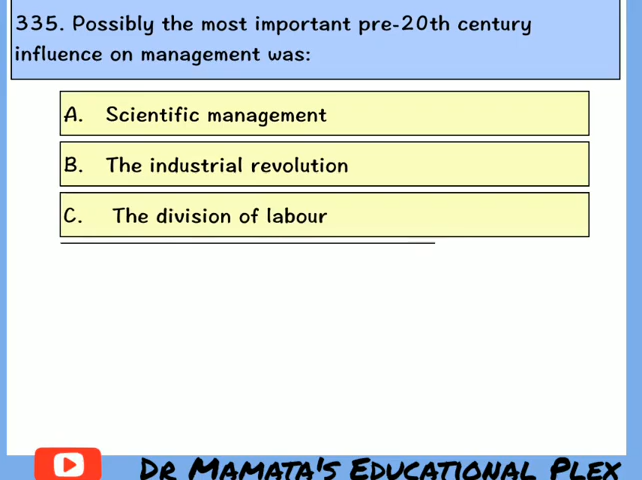 335. Possibly the most important pre-20th century
influence on management was:
A. Scientific management
B. The industrial revolution
C. The division of labour
Dr Mamata's Educational Plex